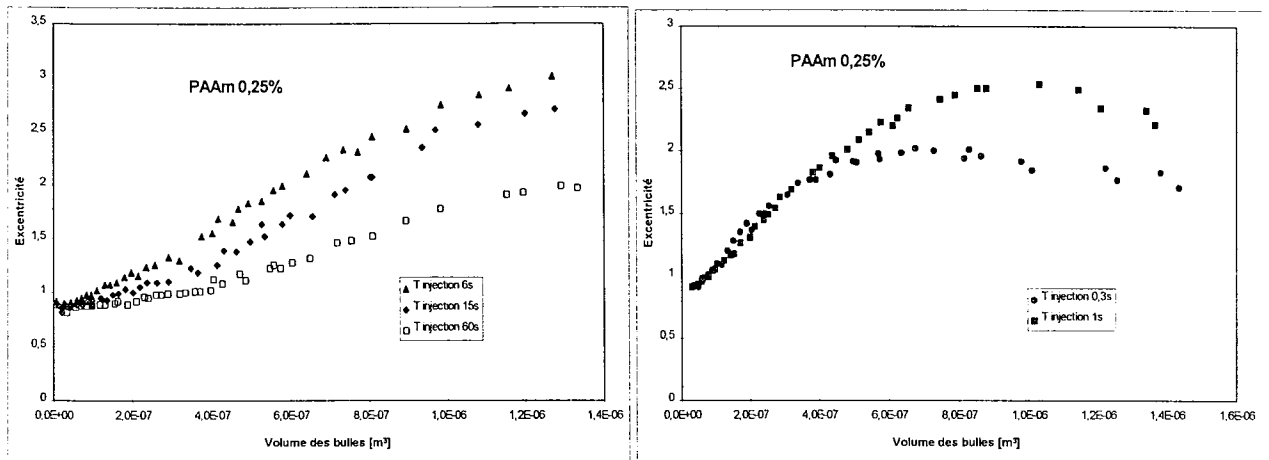 3,5
3
2,5
2
1,5
1
0,5
0
Excentricité
PAAm 0,25%
T injection 6s
T injection 15s
T injection 60s
0,0E+00 2,0E-07 4,0E-07 6,0E-07 8,0E-07 1,0E-06 1,2E-06 1,4E-06
Volume des bulles [m³]
3
2,5
2
1,5
1
0,5
0
Excentricité
PAAm 0,25%
T injection 0,3s
T injection 1s
0,0E+00 2,0E-07 4,0E-07 6,0E-07 8,0E-07 1,0E-06 1,2E-06 1,4E-06 1,6E-06
Volume des bulles [m³]